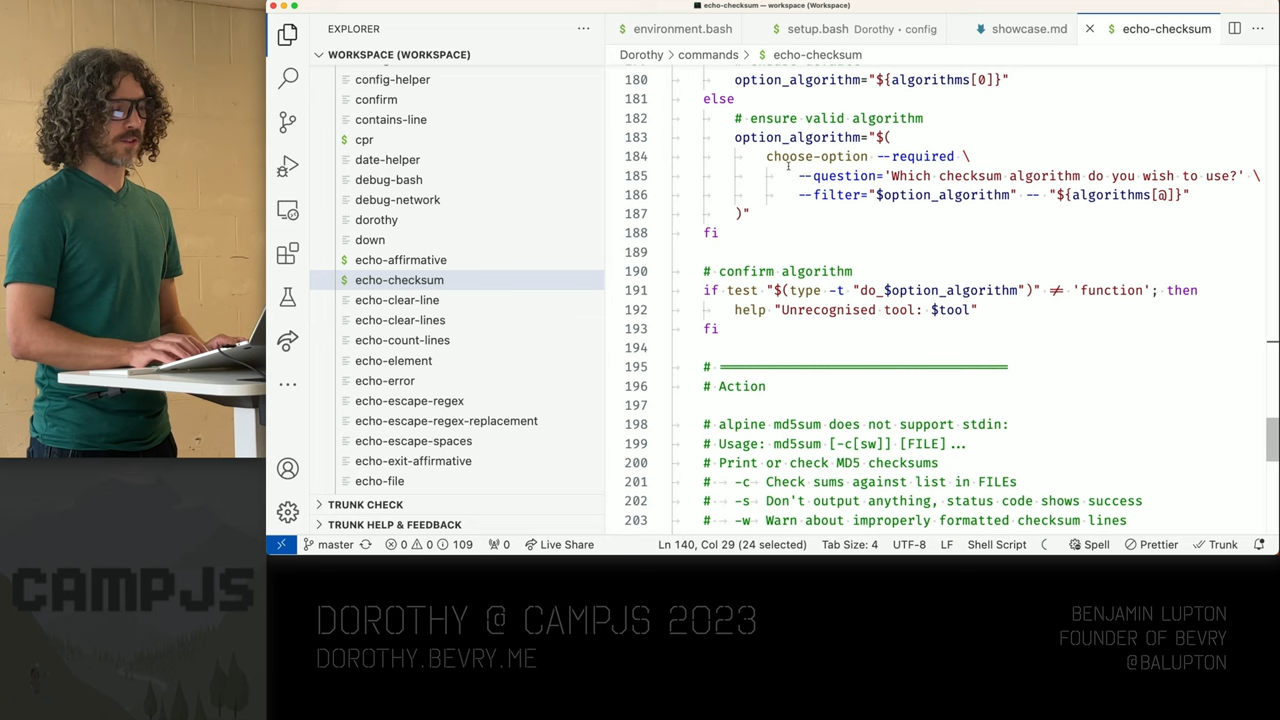 echo-checksum — workspace (Workspace)
EXPLORER
WORKSPACE (WORKSPACE)
config-helper
confirm
contains-line
$ cpr
date-helper
debug-bash
debug-network
dorothy
down
$ echo-affirmative
$ echo-checksum
echo-clear-line
echo-clear-lines
echo-count-lines
echo-element
echo-error
echo-escape-regex
echo-escape-regex-replacement
echo-escape-spaces
echo-exit-affirmative
echo-file
TRUNK CHECK
TRUNK HELP & FEEDBACK
$ environment.bash $ setup.bash Dorothy • config showcase.md $ echo-checksum
Dorothy > commands > $ echo-checksum
180 option_algorithm="${algorithms[0]}"
181 else
182 # ensure valid algorithm
183 option_algorithm="$(
184 choose-option --required \
185 --question='Which checksum algorithm do you wish to use?' \
186 --filter="$option_algorithm" -- "${algorithms[@]}"
187 )"
188 fi
189
190 # confirm algorithm
191 if test "$(type -t "do_$option_algorithm")" != 'function'; then
192 help "Unrecognised tool: $tool"
193 fi
194
195 # ====================================
196 # Action
197
198 # alpine md5sum does not support stdin:
199 # Usage: md5sum [-c[sw]] [FILE]...
200 # Print or check MD5 checksums
201 # -c Check sums against list in FILEs
202 # -s Don't output anything, status code shows success
203 # -w Warn about improperly formatted checksum lines
master 0 0 109 0 Live Share Ln 140, Col 29 (24 selected) Tab Size: 4 UTF-8 LF Shell Script Spell Prettier Trunk
CAMPJS
DOROTHY @ CAMPJS 2023
DOROTHY.BEVRY.ME
BENJAMIN LUPTON
FOUNDER OF BEVRY
@BALUPTON